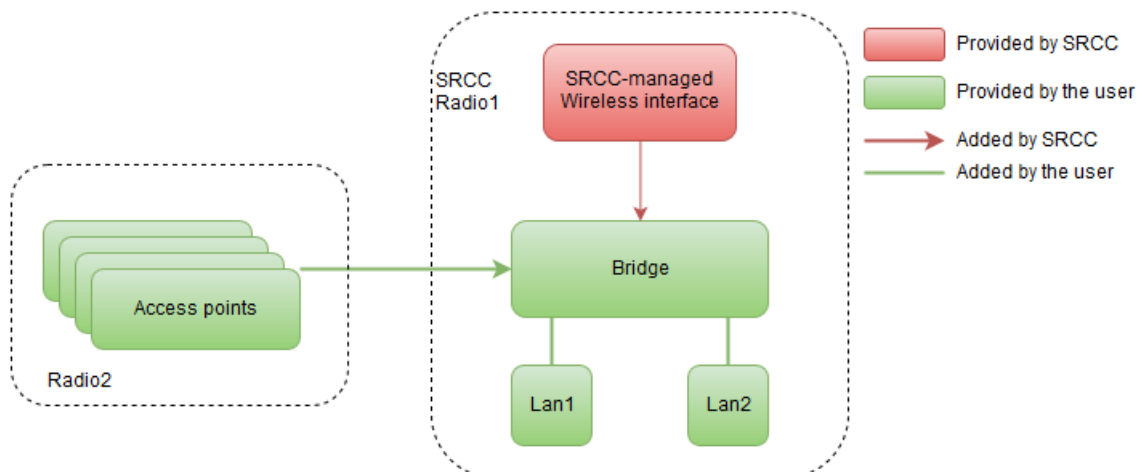 SRCC
Radio1
SRCC-managed
Wireless interface
Provided by SRCC
Provided by the user
Added by SRCC
Added by the user
Bridge
Access points
Radio2
Lan1
Lan2